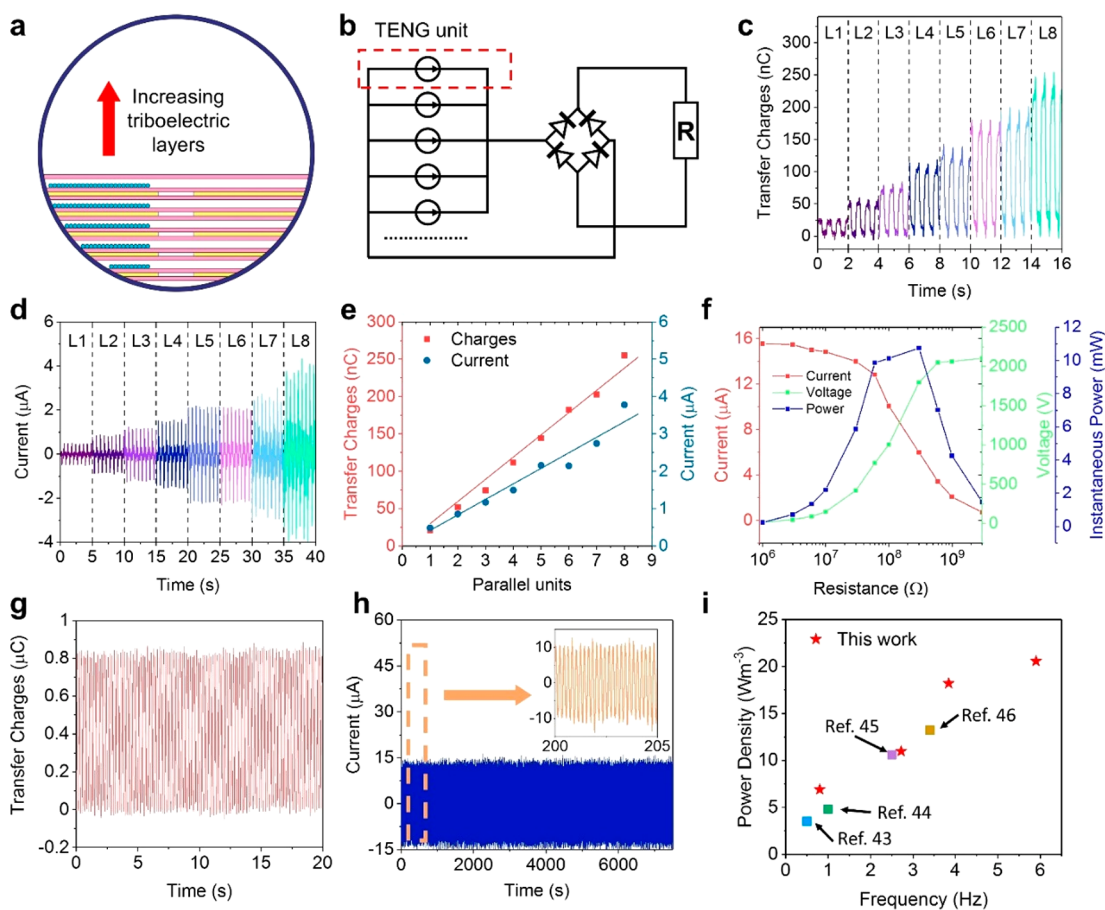 a
Increasing
triboelectric
layers
b
TENG unit
R
c
L1 L2 L3 L4 L5 L6 L7 L8
Transfer Charges (nC)
300
250
200
150
100
50
0
0 2 4 6 8 10 12 14 16
Time (s)
d
L1 L2 L3 L4 L5 L6 L7 L8
Current (μA)
6
4
2
0
-2
-4
0 5 10 15 20 25 30 35 40
Time (s)
e
Charges
Current
Transfer Charges (nC)
300
250
200
150
100
50
0
Current (μA)
6
5
4
3
2
1
0
0 1 2 3 4 5 6 7 8 9
Parallel units
f
Current
Voltage
Power
Current (μA)
16
12
8
4
0
Voltage (V)
2500
2000
1500
1000
500
0
Instantaneous Power (mW)
12
10
8
6
4
2
0
10⁶ 10⁷ 10⁸ 10⁹
Resistance (Ω)
g
Transfer Charges (μC)
1
0.8
0.6
0.4
0.2
0
-0.2
0 5 10 15 20
Time (s)
h
Current (μA)
60
45
30
15
0
-15
0 2000 4000 6000
Time (s)
10
0
-10
200 205
i
This work
Ref. 45
Ref. 46
Ref. 44
Ref. 43
Power Density (Wm⁻³)
25
20
15
10
5
0
0 1 2 3 4 5 6
Frequency (Hz)